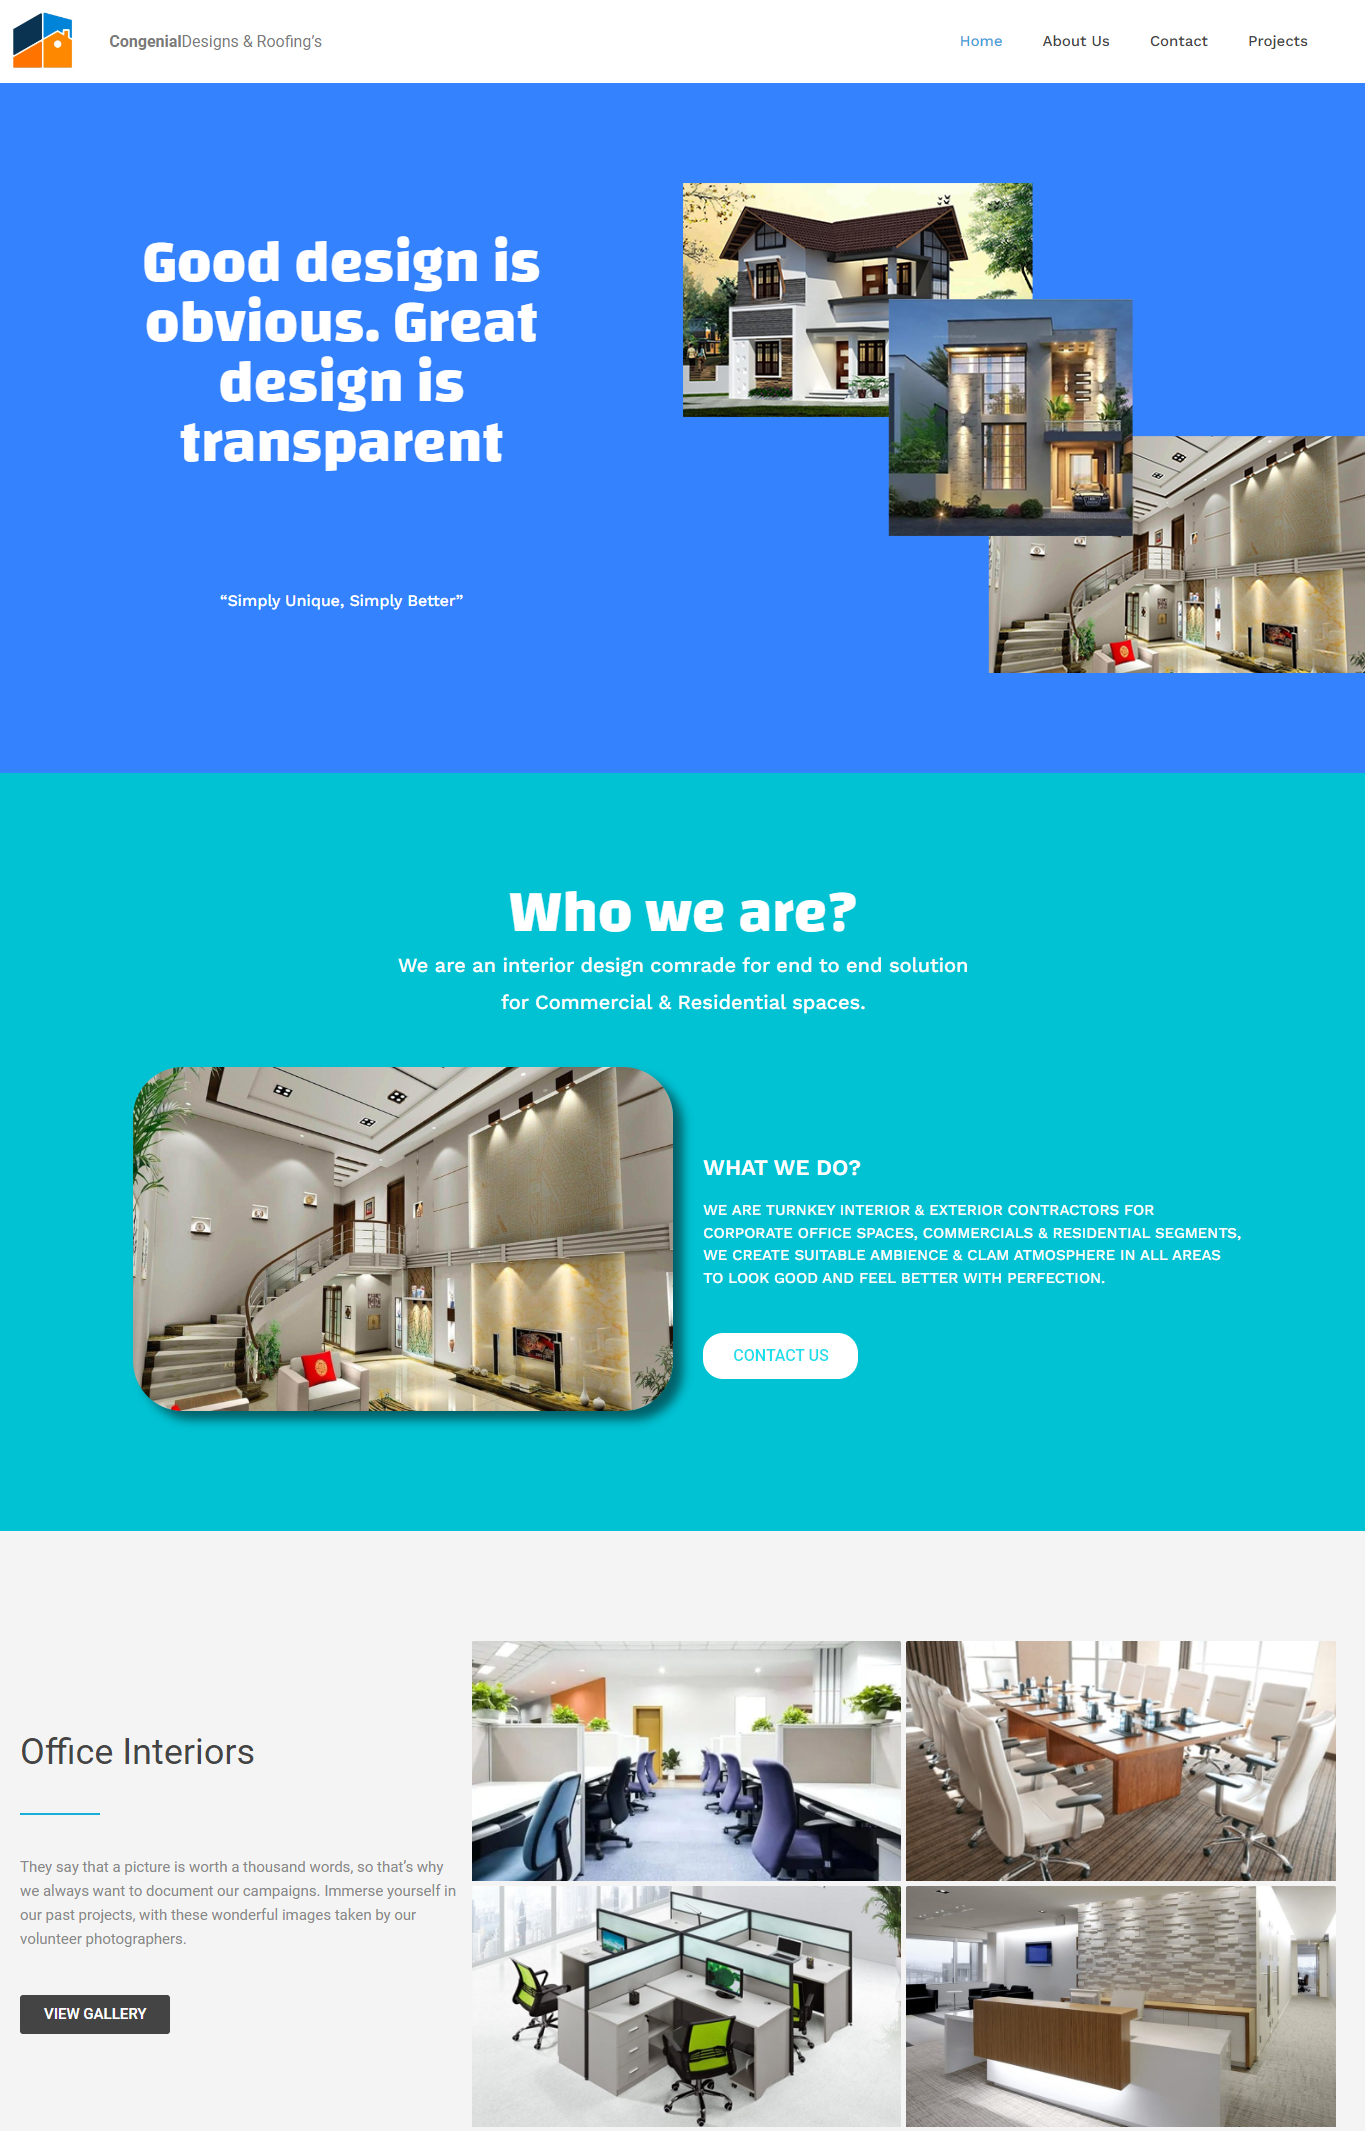 CongenialDesigns & Roofing’s
Home
About Us
Contact
Projects
Good design is
obvious. Great
design is
transparent
“Simply Unique, Simply Better”
Who we are?
We are an interior design comrade for end to end solution
for Commercial & Residential spaces.
WHAT WE DO?
WE ARE TURNKEY INTERIOR & EXTERIOR CONTRACTORS FOR
CORPORATE OFFICE SPACES, COMMERCIALS & RESIDENTIAL SEGMENTS,
WE CREATE SUITABLE AMBIENCE & CLAM ATMOSPHERE IN ALL AREAS
TO LOOK GOOD AND FEEL BETTER WITH PERFECTION.
CONTACT US
Office Interiors
They say that a picture is worth a thousand words, so that’s why
we always want to document our campaigns. Immerse yourself in
our past projects, with these wonderful images taken by our
volunteer photographers.
VIEW GALLERY